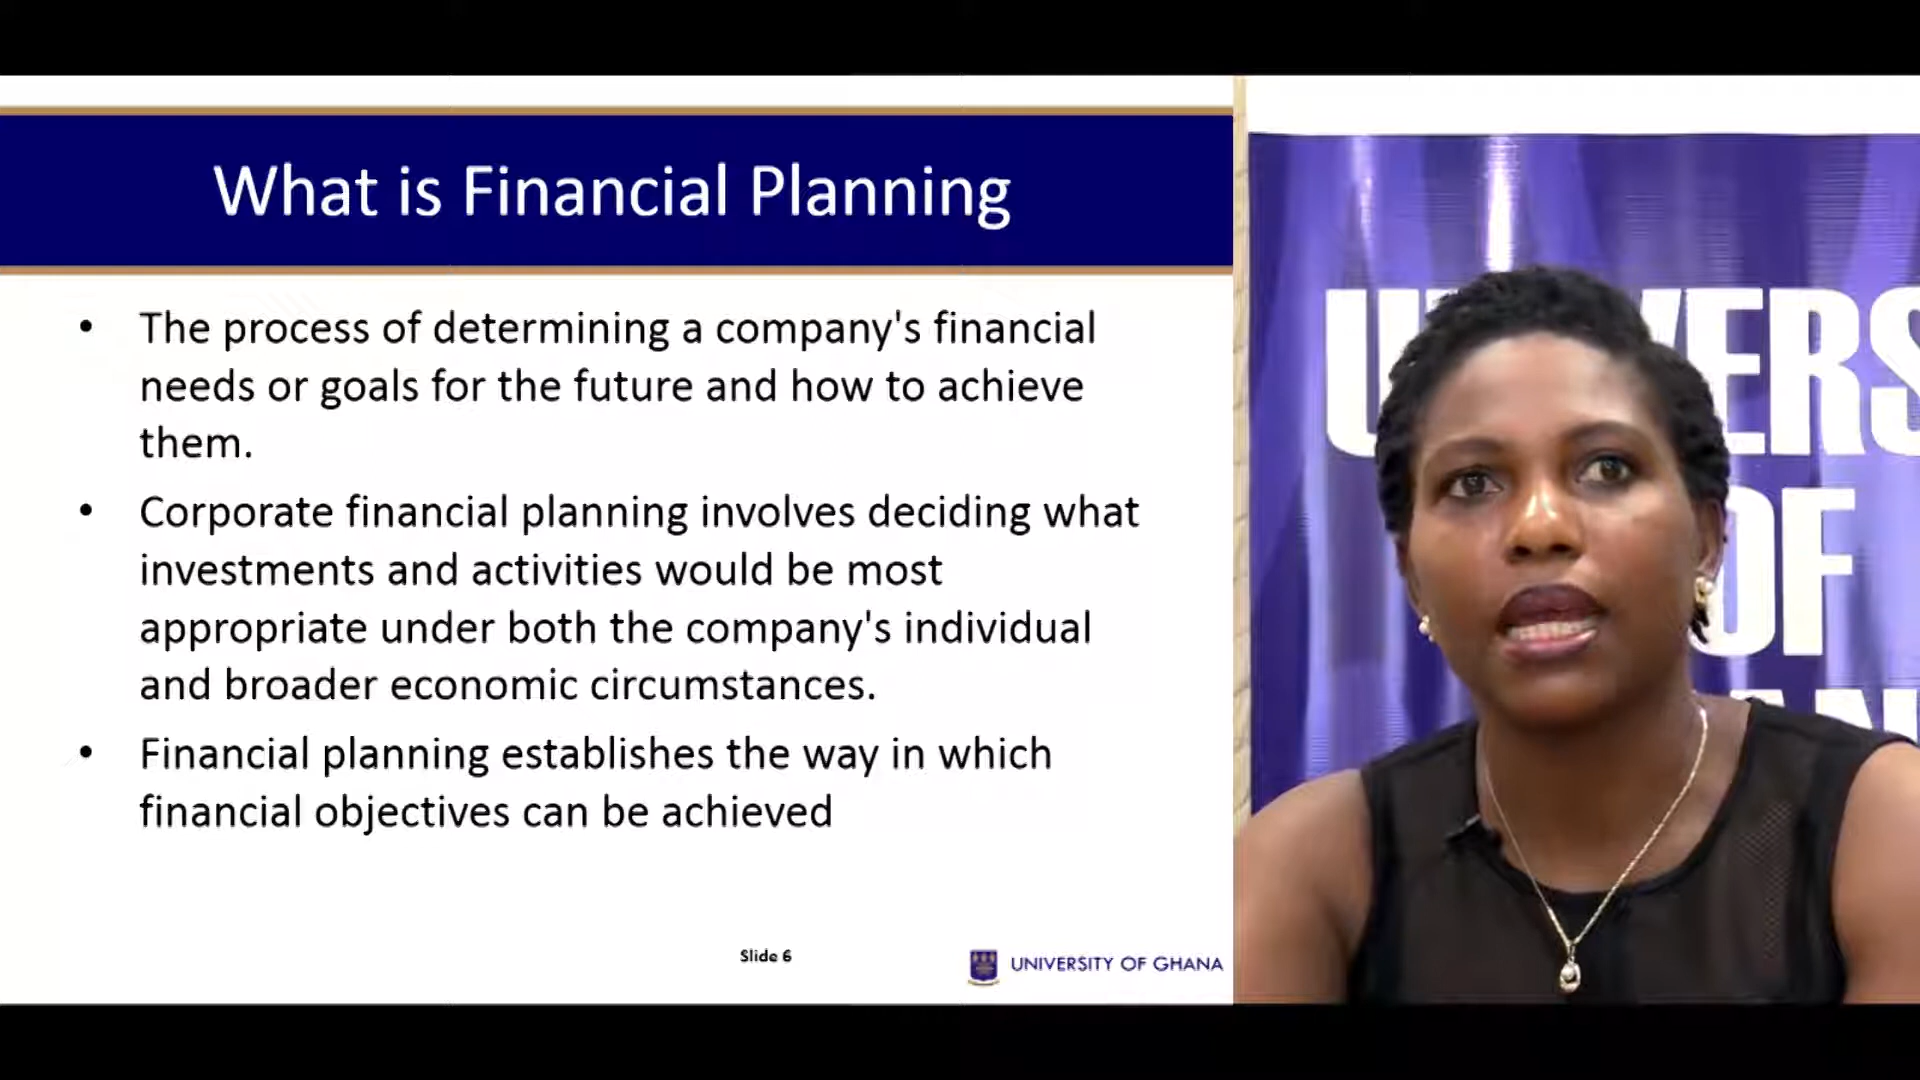 What is Financial Planning
• The process of determining a company's financial
needs or goals for the future and how to achieve
them.
• Corporate financial planning involves deciding what
investments and activities would be most
appropriate under both the company's individual
and broader economic circumstances.
• Financial planning establishes the way in which
financial objectives can be achieved
Slide 6
UNIVERSITY OF GHANA
OF